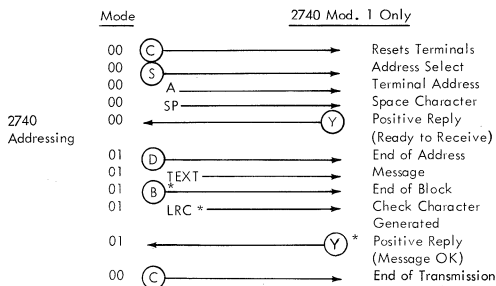 Mode 2740 Mod. 1 Only
00 C Resets Terminals
00 S Address Select
00 A Terminal Address
00 SP Space Character
2740 Addressing 00 Y Positive Reply (Ready to Receive)
01 D End of Address
01 TEXT Message
01 B * End of Block
01 LRC * Check Character Generated
01 Y * Positive Reply (Message OK)
00 C End of Transmission